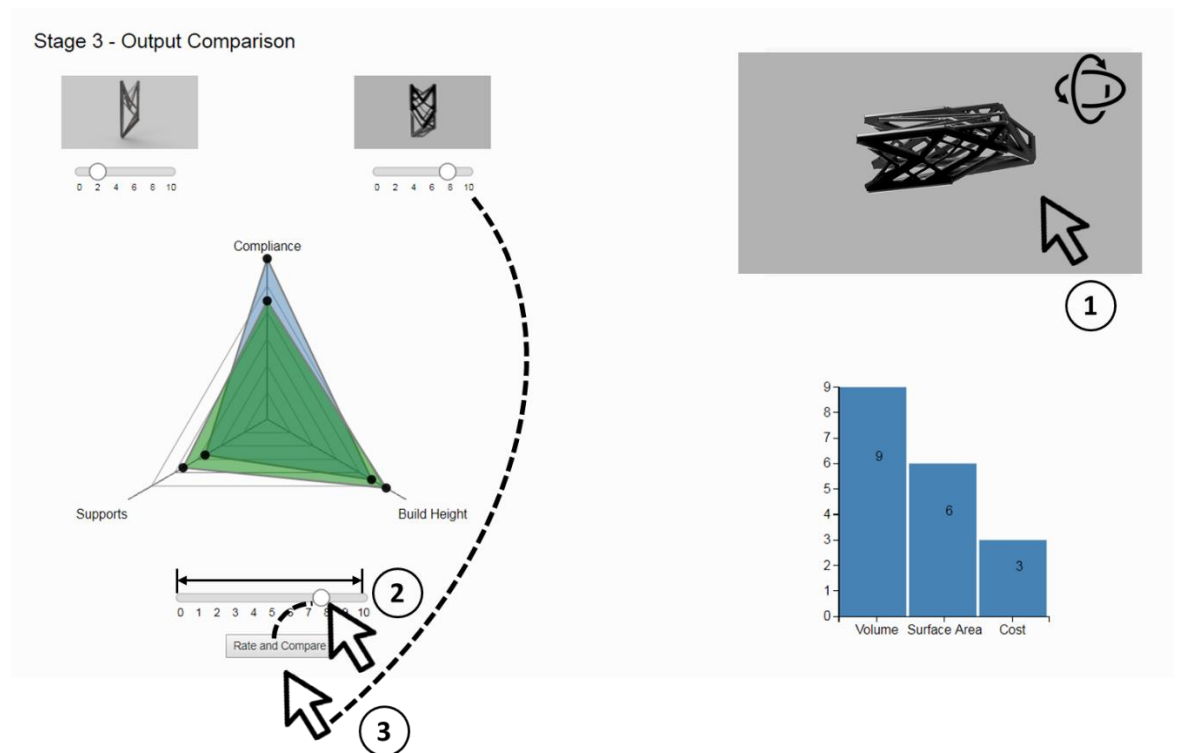 Stage 3 - Output Comparison
0 2 4 6 8 10
0 2 4 6 8 10
Compliance
Supports
Build Height
0 1 2 3 4 5 6 7 8 9 10
Rate and Compare
1
2
3
9
8
7
6
5
4
3
2
1
0
9
6
3
Volume Surface Area Cost